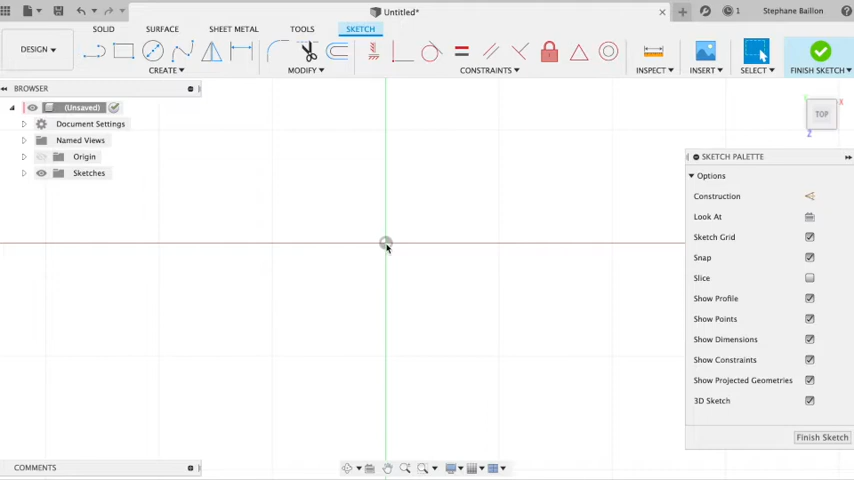 Untitled*
1
Stephane Baillon
SOLID
SURFACE
SHEET METAL
TOOLS
SKETCH
DESIGN
CREATE
MODIFY
CONSTRAINTS
INSPECT
INSERT
SELECT
FINISH SKETCH
BROWSER
(Unsaved)
Document Settings
Named Views
Origin
Sketches
TOP
X
Z
SKETCH PALETTE
Options
Construction
Look At
Sketch Grid
Snap
Slice
Show Profile
Show Points
Show Dimensions
Show Constraints
Show Projected Geometries
3D Sketch
Finish Sketch
COMMENTS